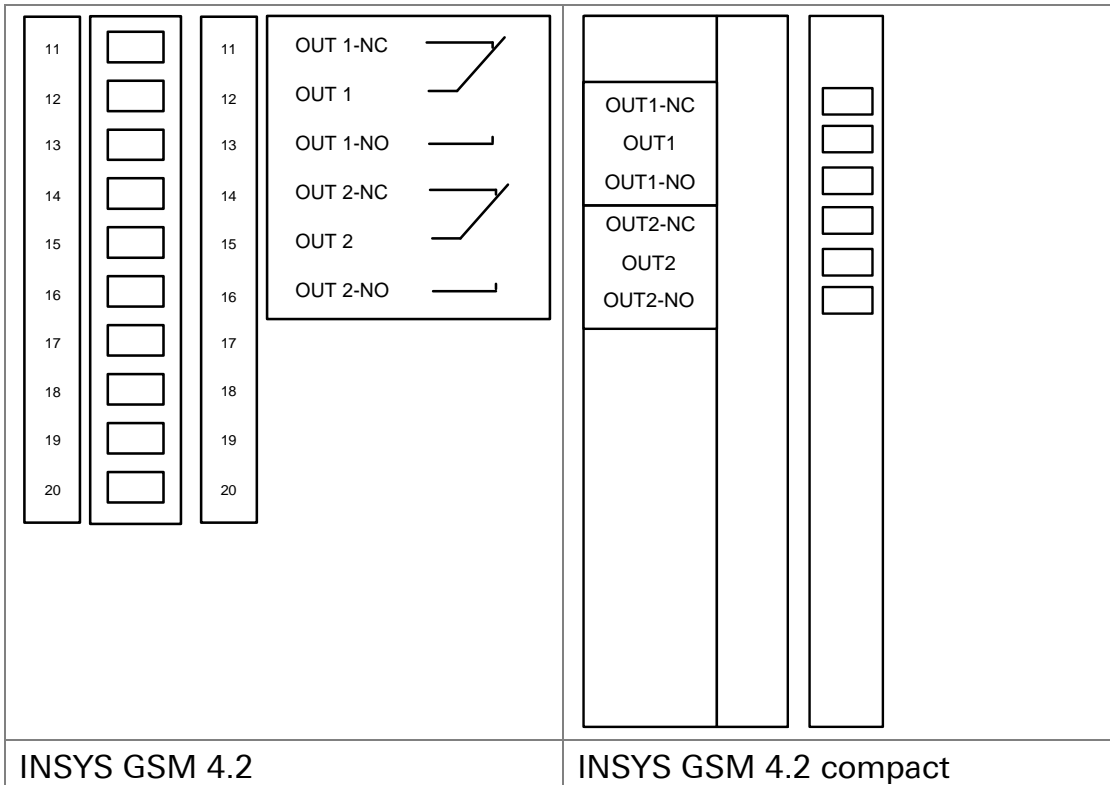 11
12
13
14
15
16
17
18
19
20
11
12
13
14
15
16
17
18
19
20
OUT 1-NC
OUT 1
OUT 1-NO
OUT 2-NC
OUT 2
OUT 2-NO
INSYS GSM 4.2
OUT1-NC
OUT1
OUT1-NO
OUT2-NC
OUT2
OUT2-NO
INSYS GSM 4.2 compact